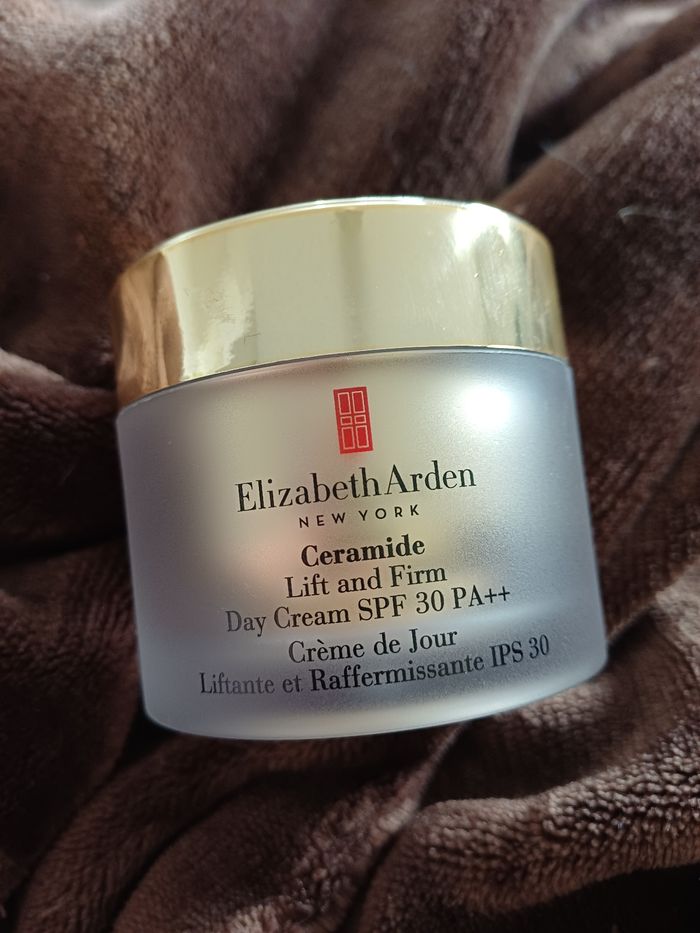 Elizabeth Arden
NEW YORK
Ceramide
Lift and Firm
Day Cream SPF 30 PA++
Crème de Jour
Liftante et Raffermissante IPS 30